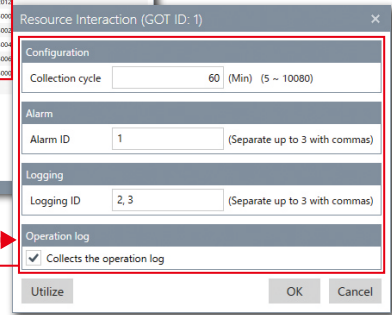 Resource Interaction (GOT ID: 1)
Configuration
Collection cycle 60 (Min) (5 ~ 10080)
Alarm
Alarm ID 1 (Separate up to 3 with commas)
Logging
Logging ID 2, 3 (Separate up to 3 with commas)
Operation log
Collects the operation log
Utilize OK Cancel